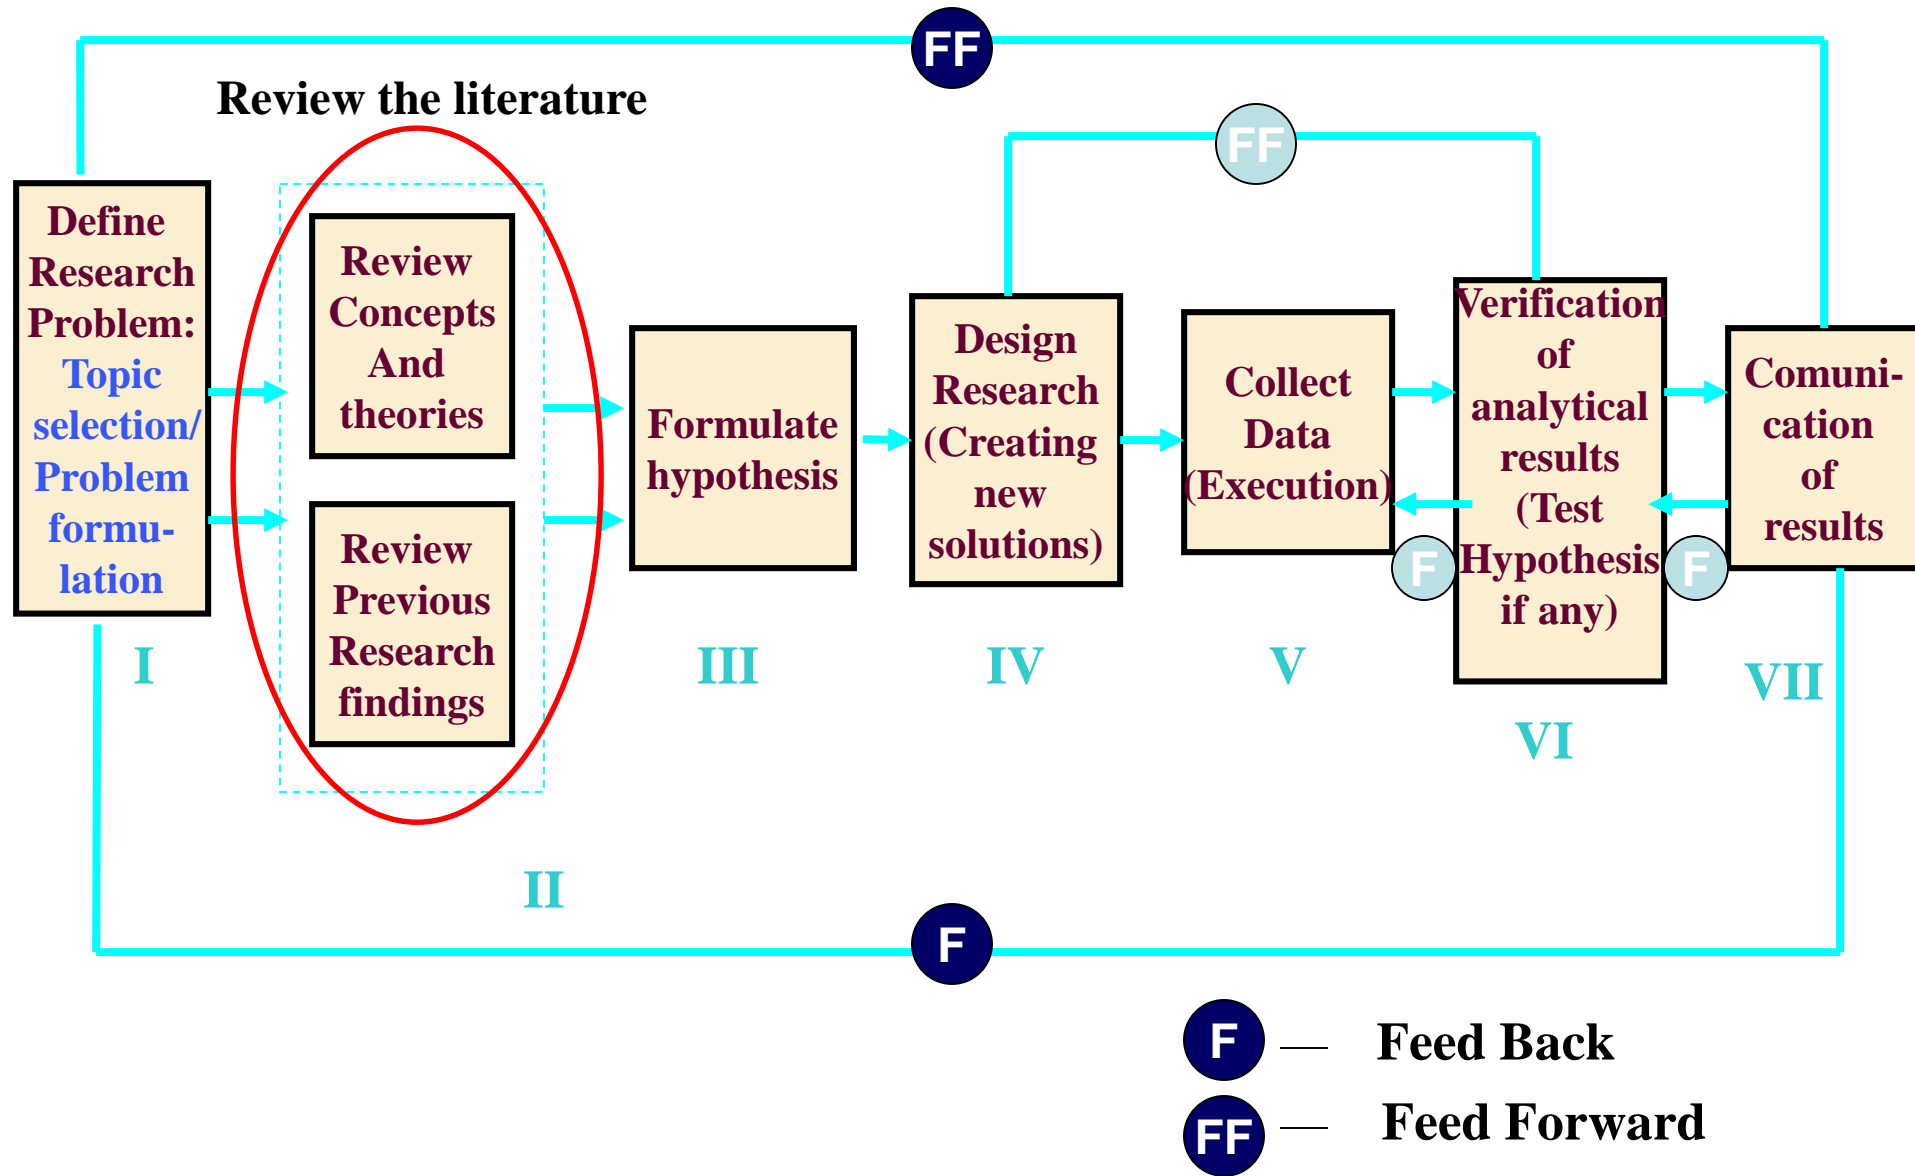 FF
Review the literature
FF
Define
Research
Problem:
Topic
selection/
Problem
formu-
lation
I
Review
Concepts
And
theories
Review
Previous
Research
findings
II
Formulate
hypothesis
III
Design
Research
(Creating
new
solutions)
IV
Collect
Data
(Execution)
V
F
Verification
of
analytical
results
(Test
Hypothesis
if any)
VI
F
Comuni-
cation
of
results
VII
F
F — Feed Back
FF — Feed Forward